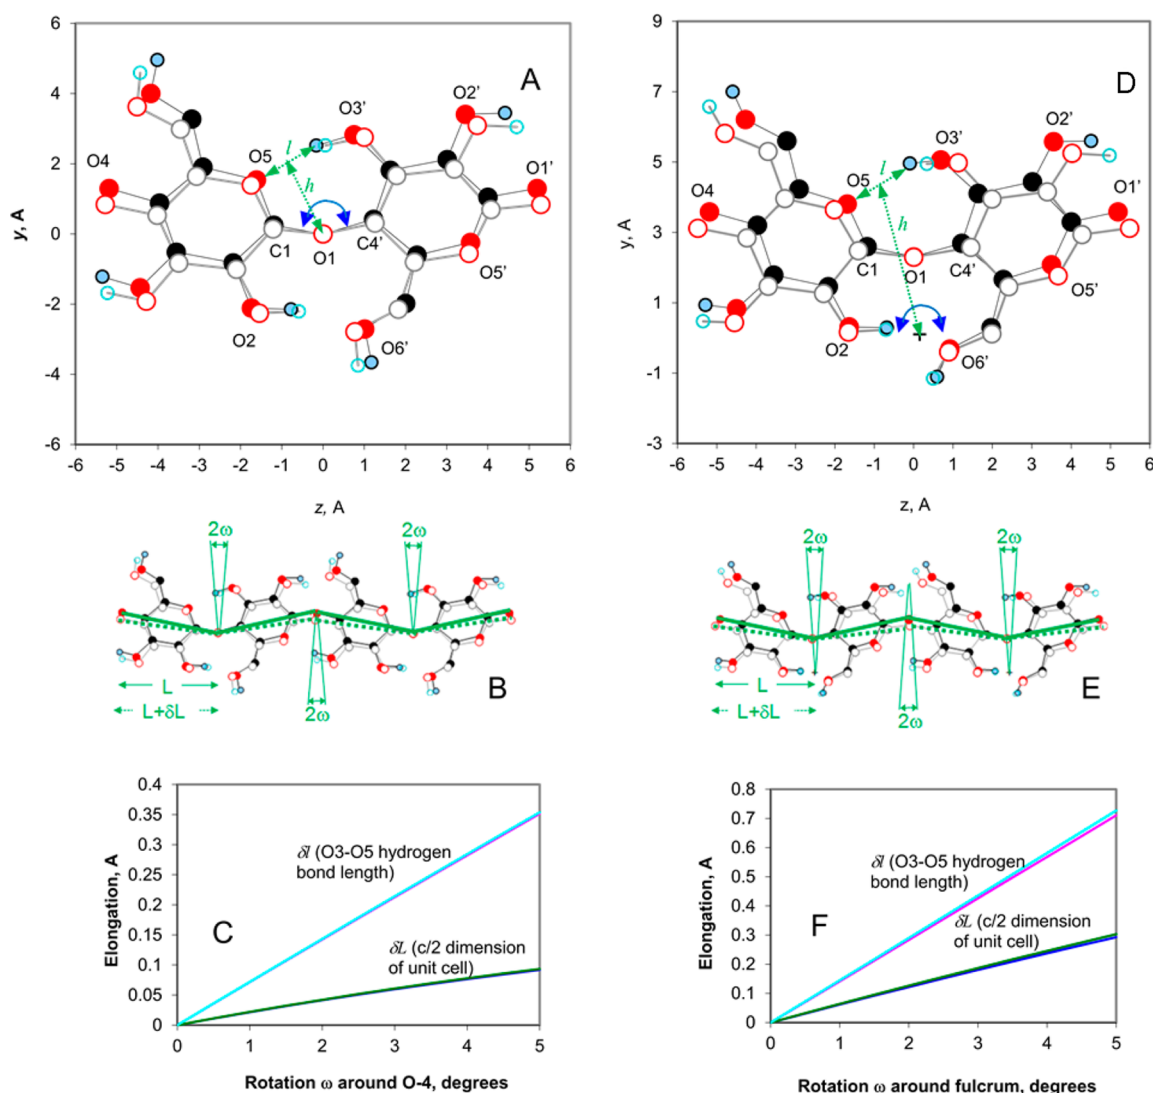 6
4
2
0
-2
-4
-6
y, A
A
O3'
O2'
O4
O5
l
O1'
h
C1
O1
C4'
O5'
O2
O6'
-6 -5 -4 -3 -2 -1 0 1 2 3 4 5 6
z, A
9
7
5
3
1
-1
-3
y, A
D
O2'
O3'
l
O4
O5
O1'
h
C1
O1
C4'
O5'
O2
O6'
-6 -5 -4 -3 -2 -1 0 1 2 3 4 5 6
z, A
2ω 2ω
L
L+δL
2ω
B
2ω 2ω
L
L+δL
2ω
E
0.4
0.35
0.3
0.25
0.2
0.15
0.1
0.05
0
Elongation, A
δl (O3-O5 hydrogen
bond length)
C
δL (c/2 dimension
of unit cell)
0 1 2 3 4 5
Rotation ω around O-4, degrees
0.8
0.7
0.6
0.5
0.4
0.3
0.2
0.1
0
Elongation, A
δl (O3-O5 hydrogen
bond length)
F
δL (c/2 dimension
of unit cell)
0 1 2 3 4 5
Rotation ω around fulcrum, degrees